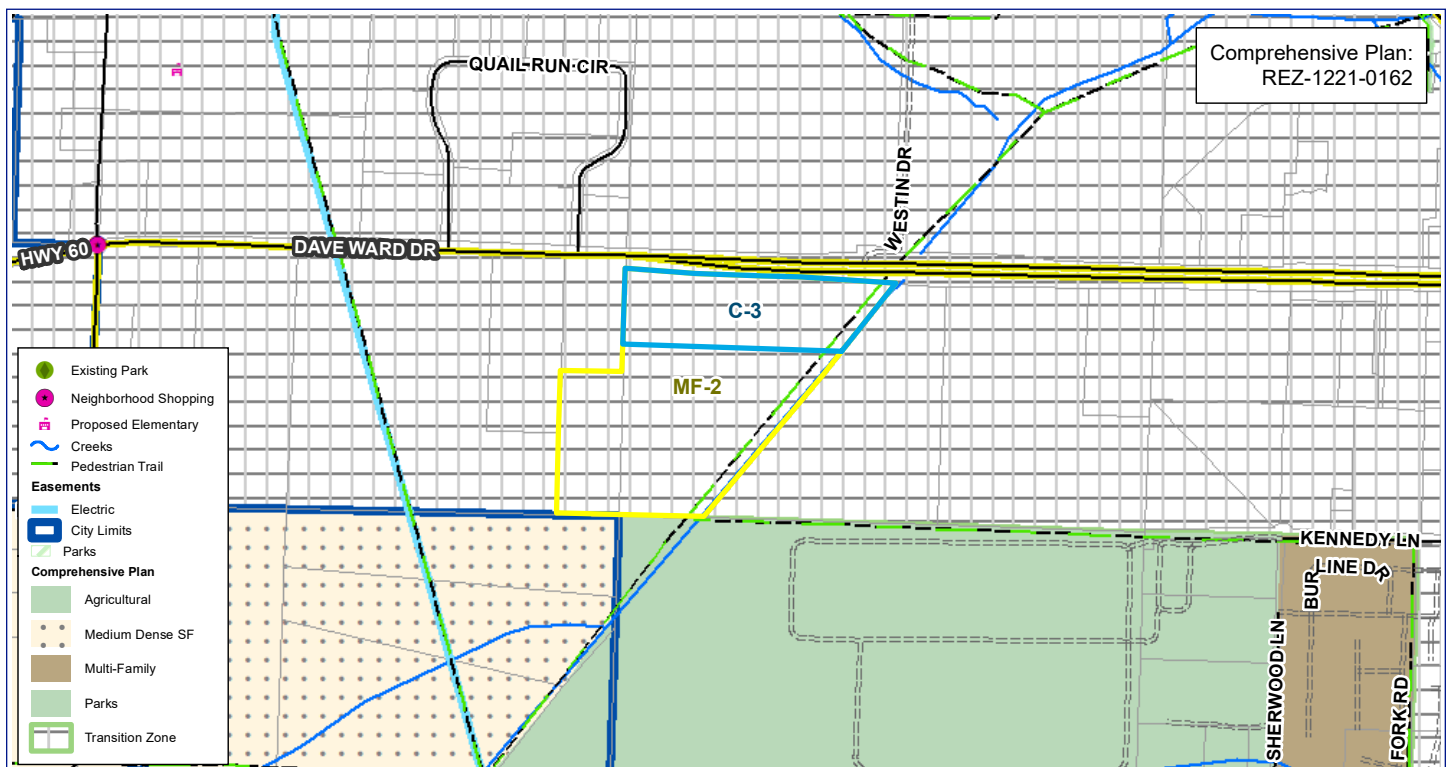 Comprehensive Plan:
REZ-1221-0162
QUAIL RUN CIR
WESTIN DR
HWY 60
DAVE WARD DR
C-3
MF-2
Existing Park
Neighborhood Shopping
Proposed Elementary
Creeks
Pedestrian Trail
Easements
Electric
City Limits
Parks
Comprehensive Plan
Agricultural
Medium Dense SF
Multi-Family
Parks
Transition Zone
KENNEDY LN
BUR LINE DR
SHERWOOD LN
FORK RD